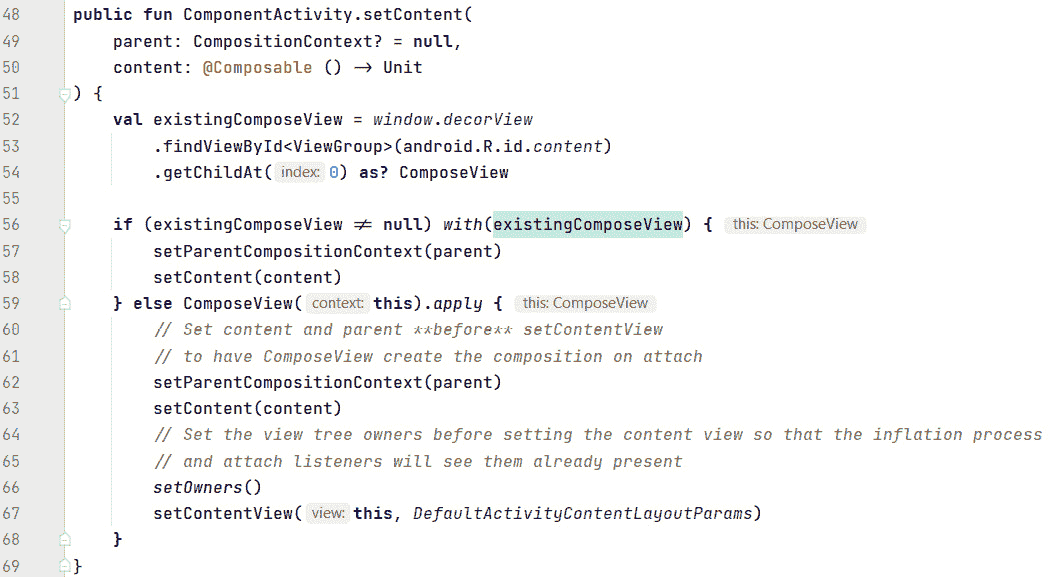 48 public fun ComponentActivity.setContent(
49     parent: CompositionContext? = null,
50     content: @Composable () → Unit
51 ) {
52     val existingComposeView = window.decorView
53         .findViewById<ViewGroup>(android.R.id.content)
54         .getChildAt( index: 0) as? ComposeView
55
56     if (existingComposeView ≠ null) with(existingComposeView) { this: ComposeView
57         setParentCompositionContext(parent)
58         setContent(content)
59     } else ComposeView( context: this).apply { this: ComposeView
60         // Set content and parent **before** setContentView
61         // to have ComposeView create the composition on attach
62         setParentCompositionContext(parent)
63         setContent(content)
64         // Set the view tree owners before setting the content view so that the inflation process
65         // and attach listeners will see them already present
66         setOwners()
67         setContentView( view: this, DefaultActivityContentLayoutParams)
68     }
69 }